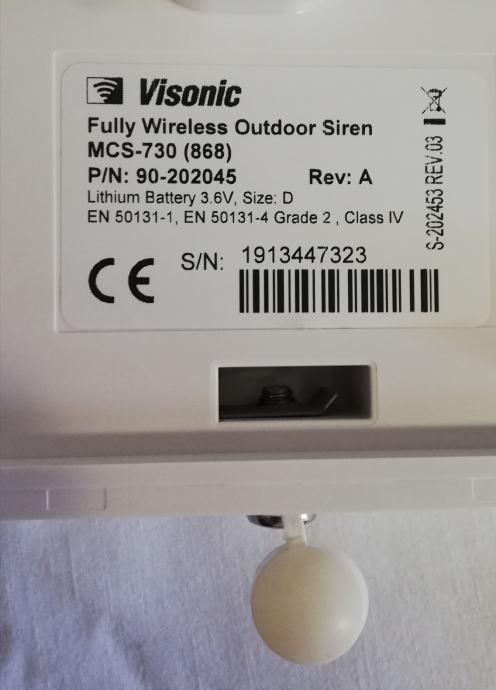 Visonic
Fully Wireless Outdoor Siren
MCS-730 (868)
P/N: 90-202045 Rev: A
Lithium Battery 3.6V, Size: D
EN 50131-1, EN 50131-4 Grade 2 , Class IV
S/N: 1913447323
CE
S-202453 REV.03